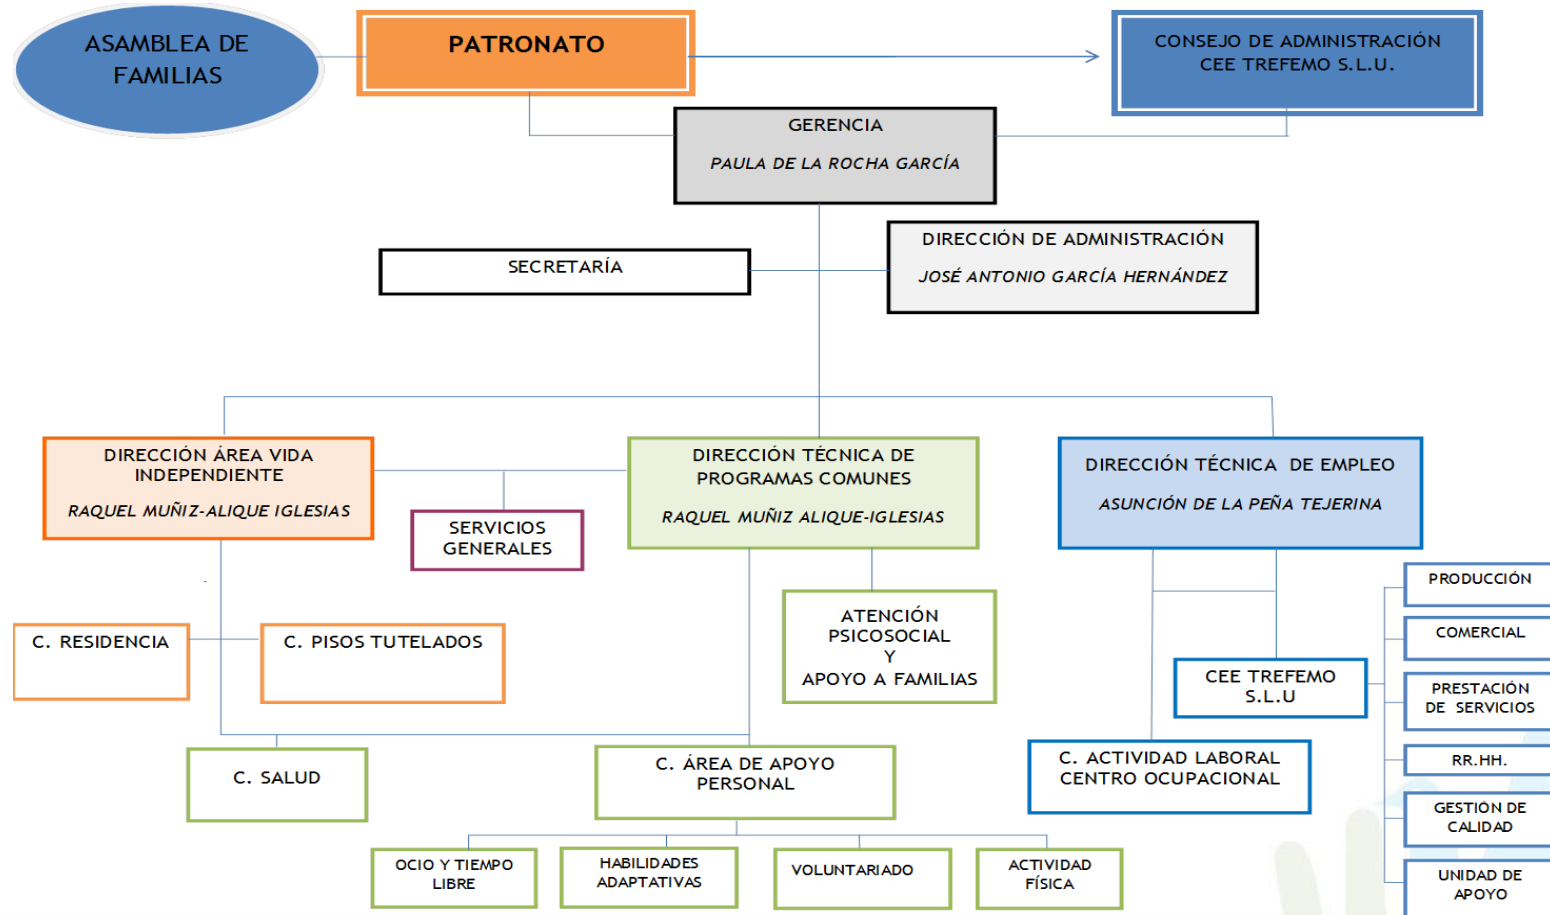 ASAMBLEA DE
FAMILIAS
PATRONATO
CONSEJO DE ADMINISTRACIÓN
CEE TREFEMO S.L.U.
GERENCIA
PAULA DE LA ROCHA GARCÍA
SECRETARÍA
DIRECCIÓN DE ADMINISTRACIÓN
JOSÉ ANTONIO GARCÍA HERNÁNDEZ
DIRECCIÓN ÁREA VIDA
INDEPENDIENTE
RAQUEL MUÑIZ-ALIQUE IGLESIAS
SERVICIOS
GENERALES
DIRECCIÓN TÉCNICA DE
PROGRAMAS COMUNES
RAQUEL MUÑIZ ALIQUE-IGLESIAS
DIRECCIÓN TÉCNICA DE EMPLEO
ASUNCIÓN DE LA PEÑA TEJERINA
C. RESIDENCIA
C. PISOS TUTELADOS
ATENCIÓN
PSICOSOCIAL
Y
APOYO A FAMILIAS
CEE TREFEMO
S.L.U
C. SALUD
C. ÁREA DE APOYO
PERSONAL
C. ACTIVIDAD LABORAL
CENTRO OCUPACIONAL
OCIO Y TIEMPO
LIBRE
HABILIDADES
ADAPTATIVAS
VOLUNTARIADO
ACTIVIDAD
FÍSICA
PRODUCCIÓN
COMERCIAL
PRESTACIÓN
DE SERVICIOS
RR.HH.
GESTIÓN DE
CALIDAD
UNIDAD DE
APOYO